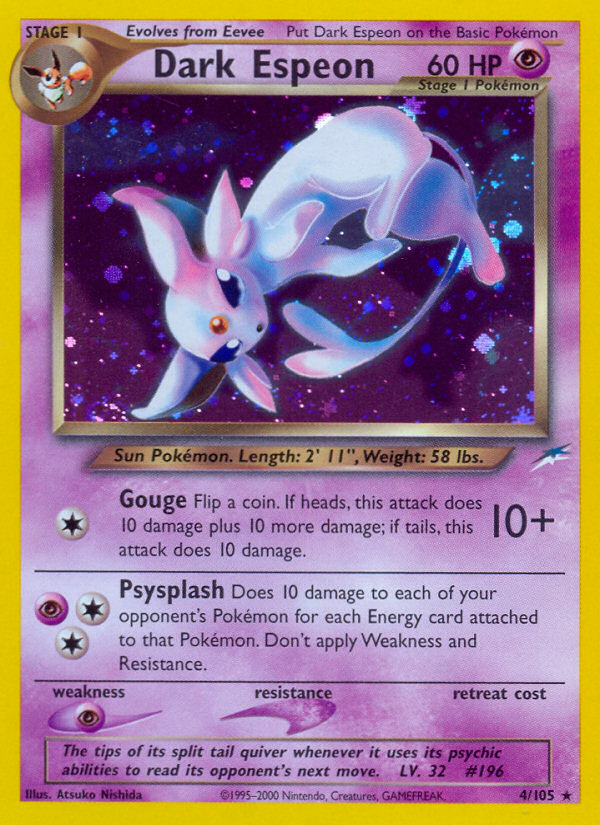 STAGE 1 Evolves from Eevee Put Dark Espeon on the Basic Pokémon
Dark Espeon 60 HP
Stage 1 Pokémon
Sun Pokémon. Length: 2' 11", Weight: 58 lbs.
Gouge Flip a coin. If heads, this attack does
10 damage plus 10 more damage; if tails, this
attack does 10 damage.
10+
Psysplash Does 10 damage to each of your
opponent's Pokémon for each Energy card attached
to that Pokémon. Don't apply Weakness and
Resistance.
weakness resistance retreat cost
The tips of its split tail quiver whenever it uses its psychic
abilities to read its opponent's next move. LV. 32 #196
Illus. Atsuko Nishida ©1995–2000 Nintendo, Creatures, GAMEFREAK. 4/105 ★